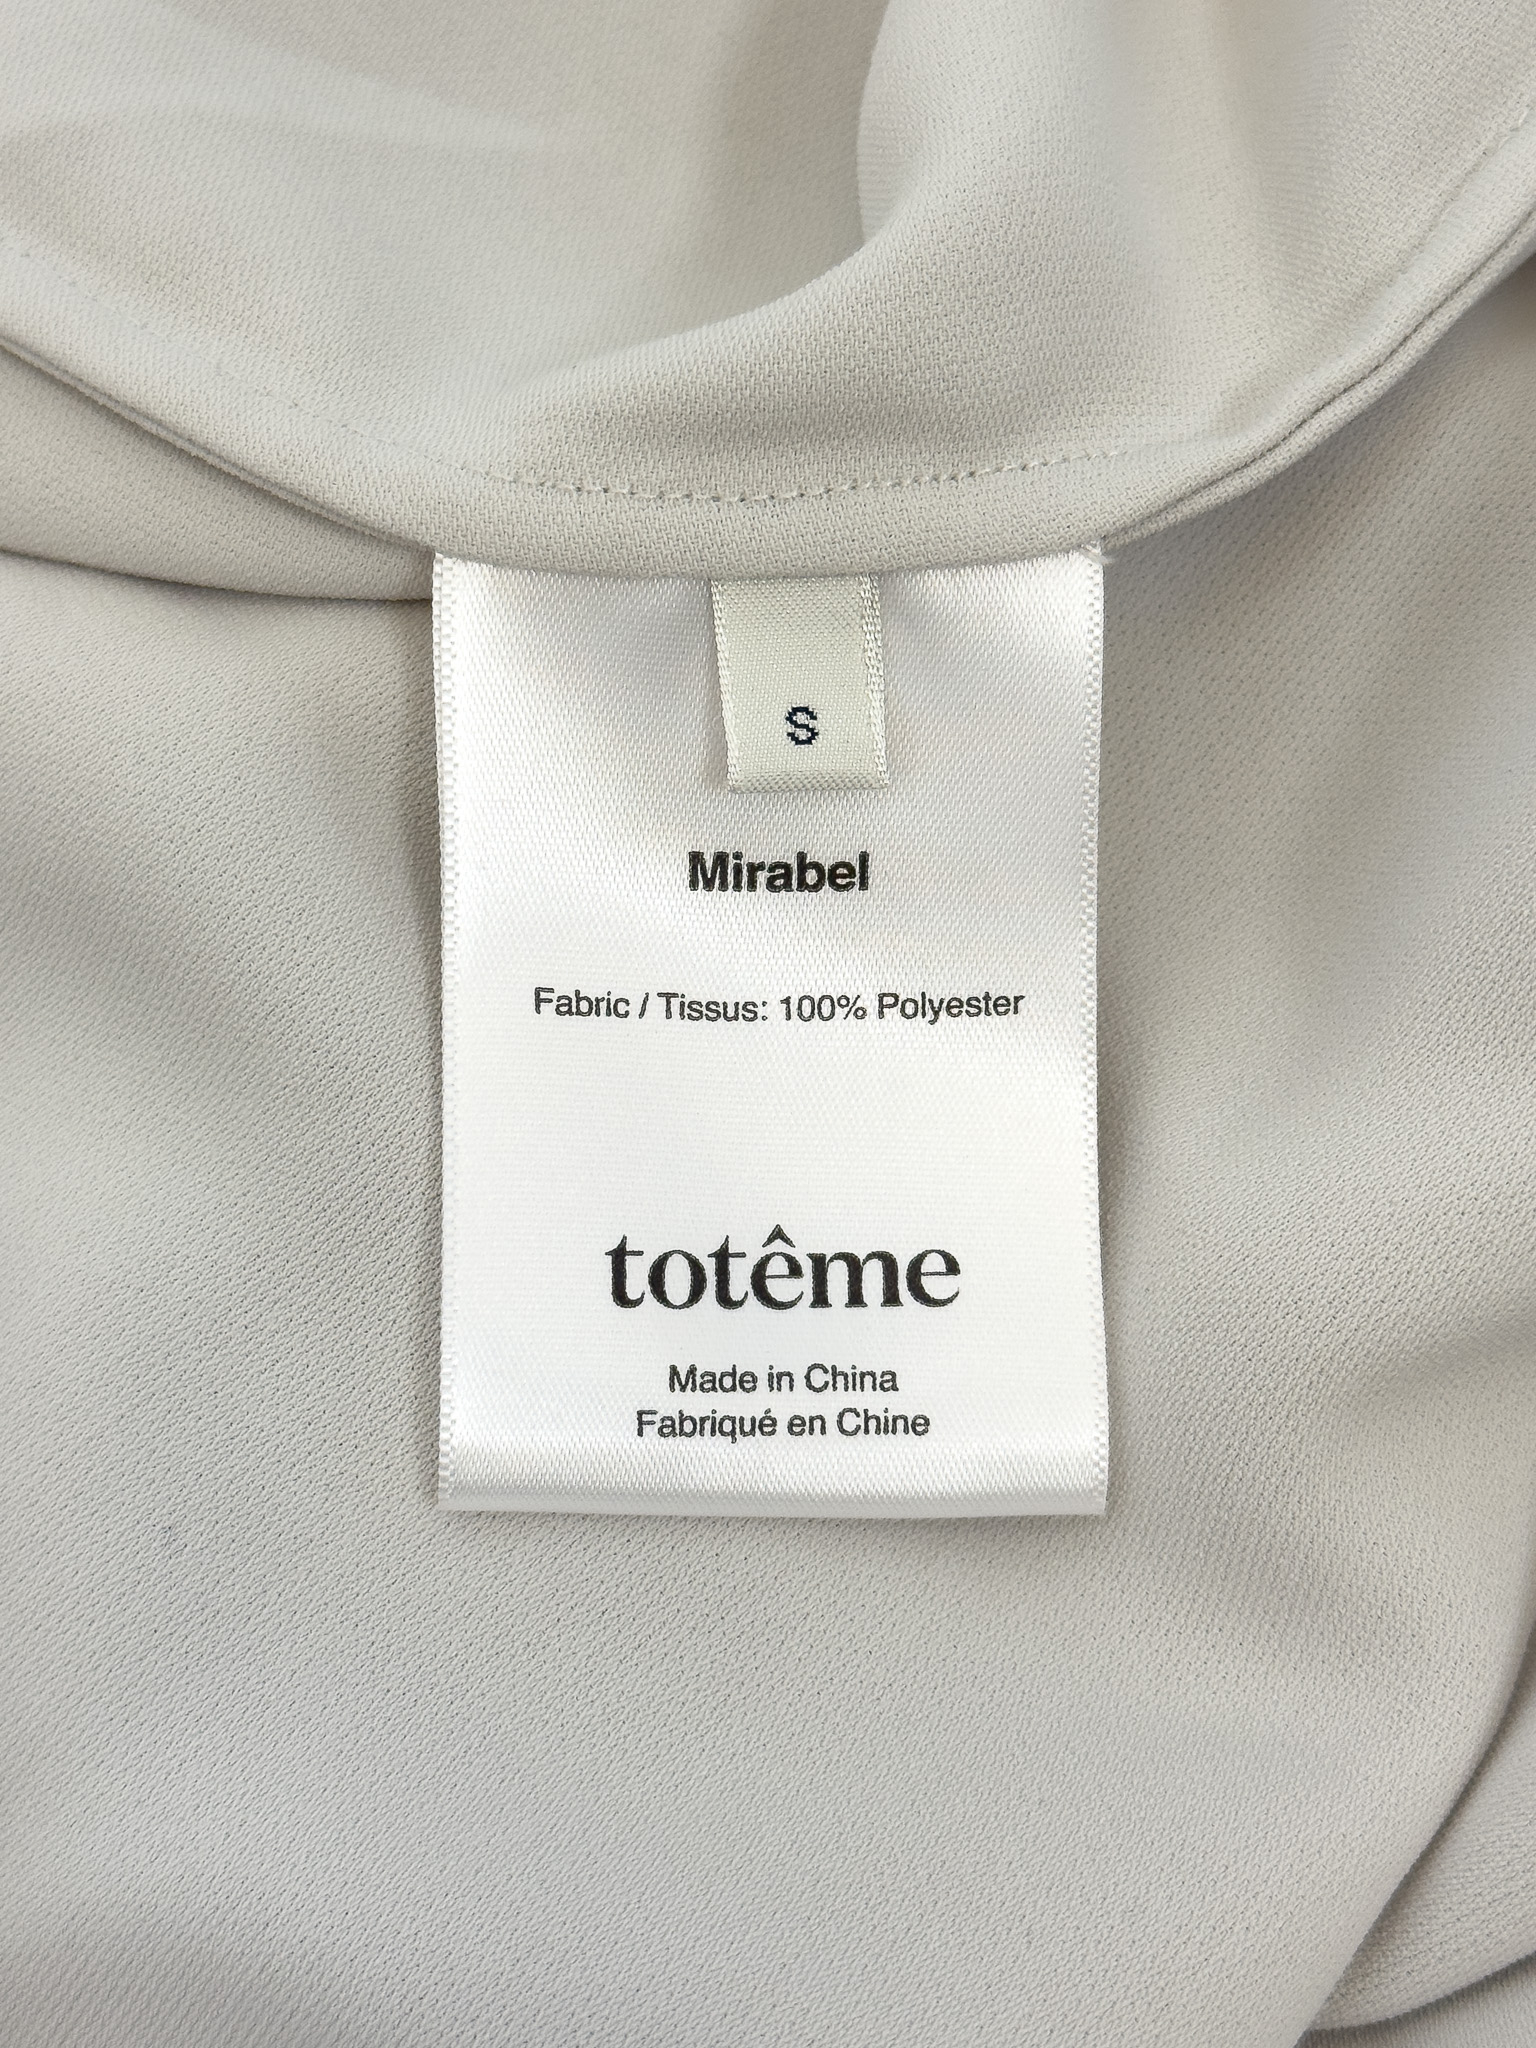 S
Mirabel
Fabric / Tissus: 100% Polyester
totême
Made in China
Fabriqué en Chine